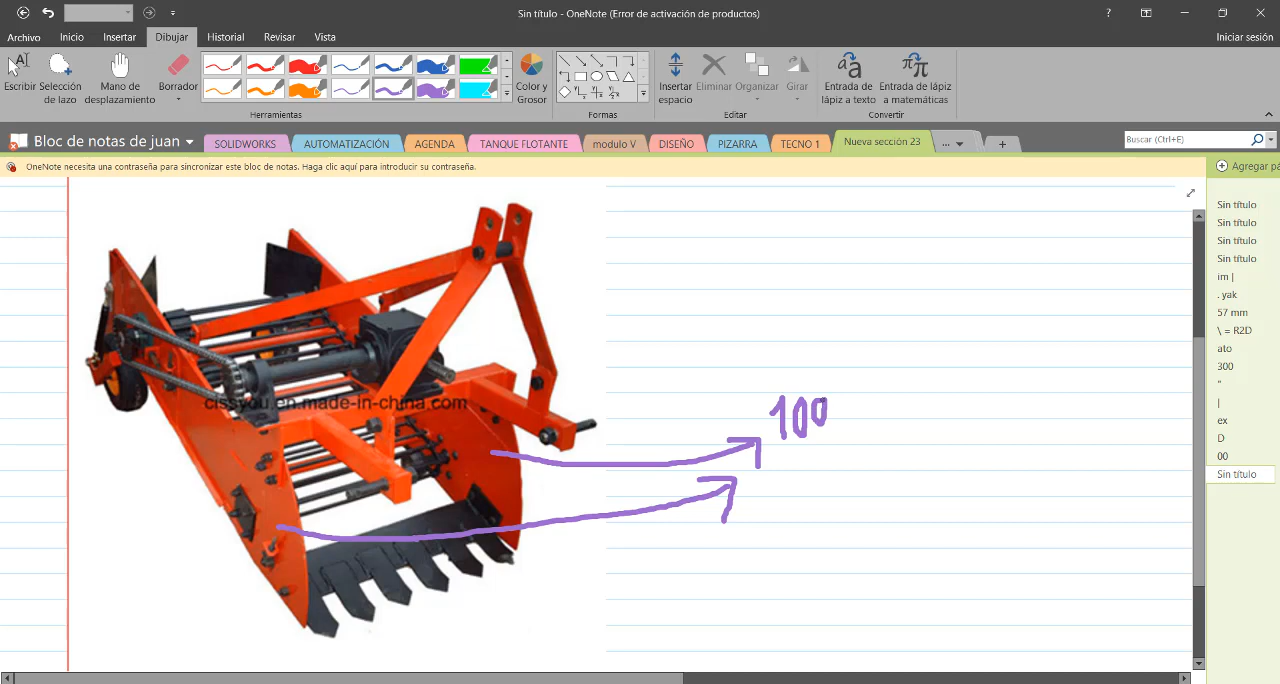 Sin título - OneNote (Error de activación de productos)
?
Archivo Inicio Insertar Dibujar Historial Revisar Vista
Iniciar sesión
Escribir
Selección de lazo
Mano de desplazamiento
Borrador
Color y Grosor
Insertar espacio
Eliminar
Organizar
Girar
Entrada de lápiz a texto
Entrada de lápiz a matemáticas
Herramientas
Formas
Editar
Convertir
Bloc de notas de juan
SOLIDWORKS
AUTOMATIZACIÓN
AGENDA
TANQUE FLOTANTE
modulo V
DISEÑO
PIZARRA
TECNO 1
Nueva sección 23
...
+
Buscar (Ctrl+E)
OneNote necesita una contraseña para sincronizar este bloc de notas. Haga clic aquí para introducir su contraseña.
Agregar pá
Sin título
Sin título
Sin título
Sin título
im |
. yak
57 mm
\ = R2D
ato
300
"
|
ex
D
00
Sin título
cissyou.en.made-in-china.com
100